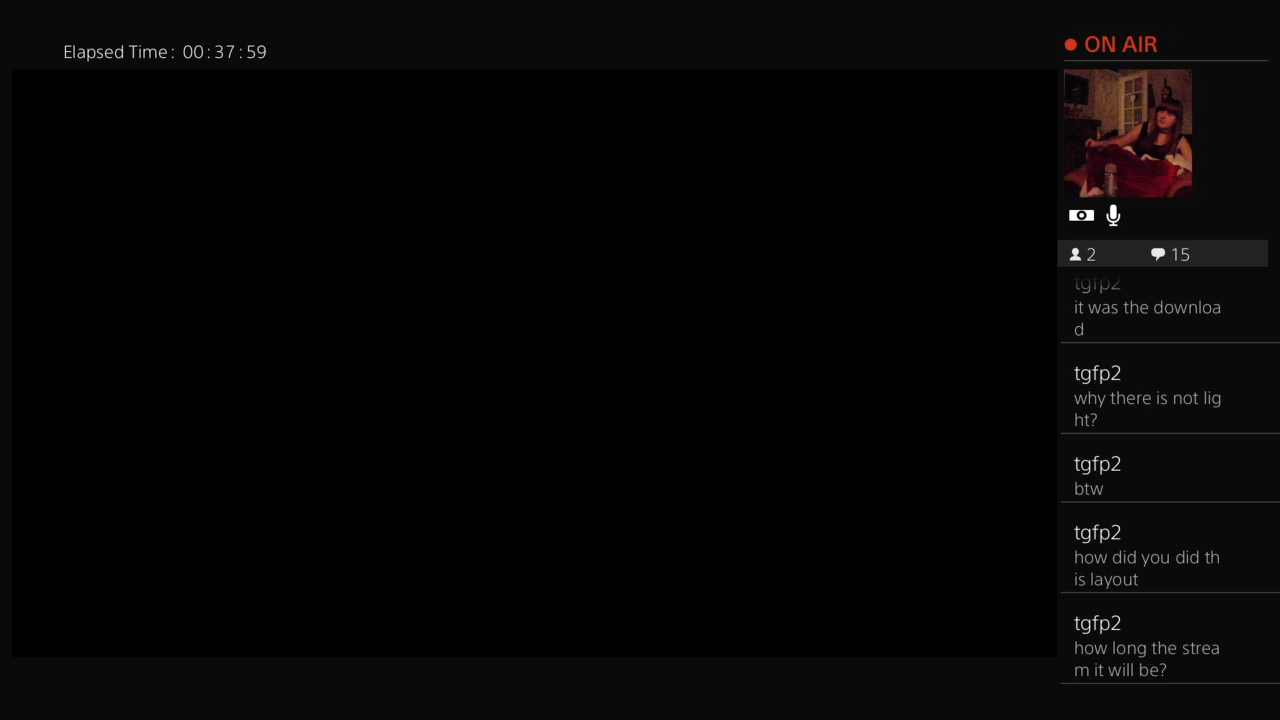 Elapsed Time: 00:37:59
ON AIR
2 15
tgfp2
it was the downloa
d
tgfp2
why there is not lig
ht?
tgfp2
btw
tgfp2
how did you did th
is layout
tgfp2
how long the strea
m it will be?